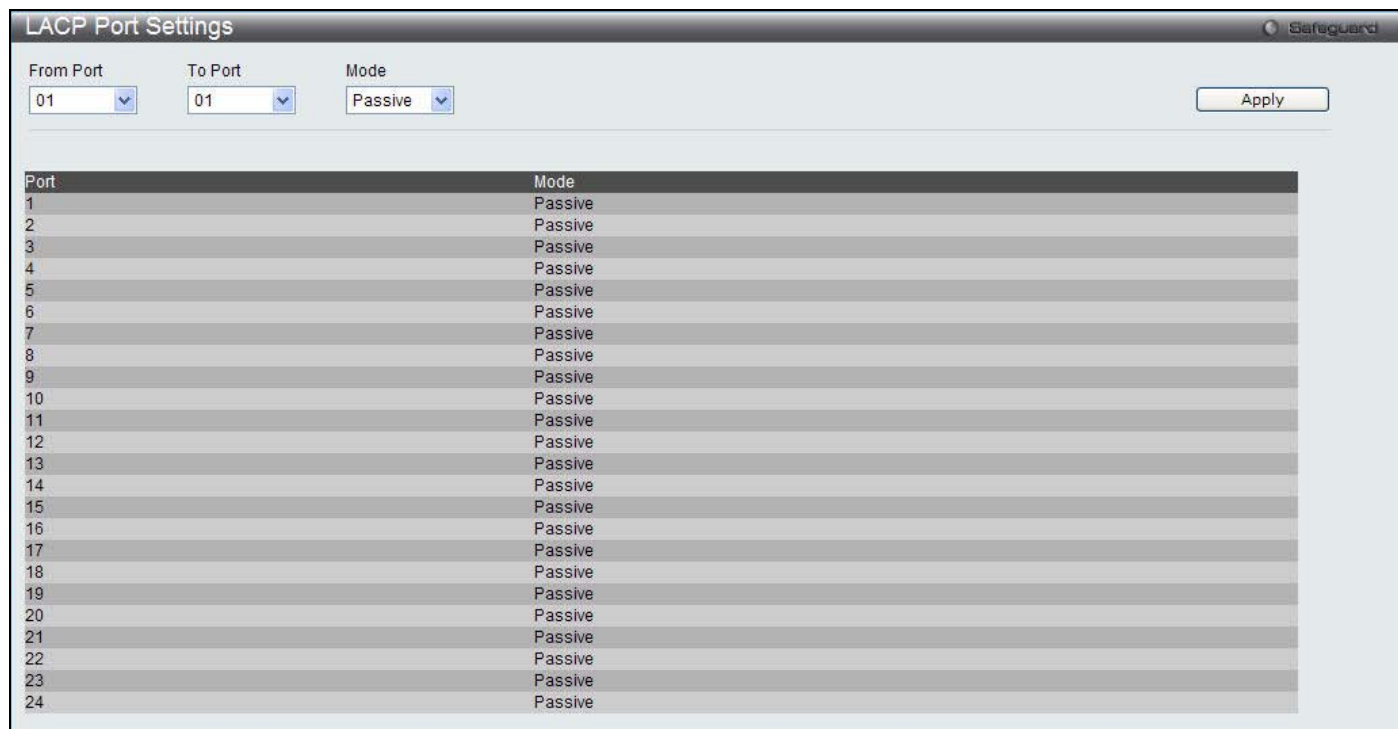 LACP Port Settings Safeguard
From Port To Port Mode
01 01 Passive Apply
Port Mode
1 Passive
2 Passive
3 Passive
4 Passive
5 Passive
6 Passive
7 Passive
8 Passive
9 Passive
10 Passive
11 Passive
12 Passive
13 Passive
14 Passive
15 Passive
16 Passive
17 Passive
18 Passive
19 Passive
20 Passive
21 Passive
22 Passive
23 Passive
24 Passive